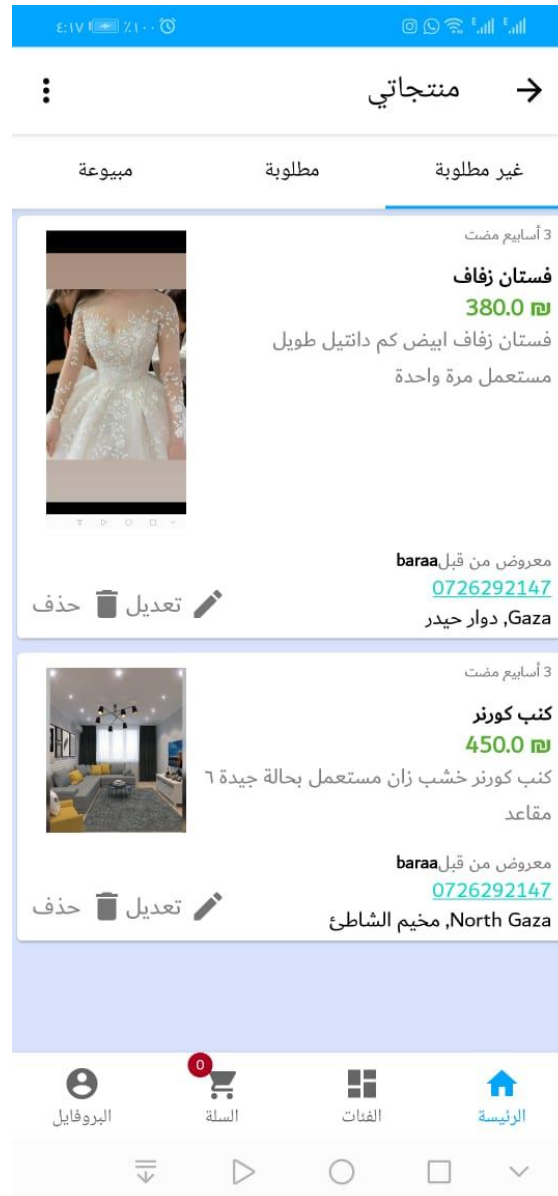 ٤:١٧ ٪١٠٠
منتجاتي
غير مطلوبة
مطلوبة
مبيوعة
3 أسابيع مضت
فستان زفاف
₪ 380.0
فستان زفاف ابيض كم دانتيل طويل
مستعمل مرة واحدة
معروض من قبلbaraa
0726292147
Gaza, دوار حيدر
تعديل
حذف
3 أسابيع مضت
كنب كورنر
₪ 450.0
كنب كورنر خشب زان مستعمل بحالة جيدة ٦
مقاعد
معروض من قبلbaraa
0726292147
North Gaza, مخيم الشاطئ
تعديل
حذف
الرئيسة
الفئات
0
السلة
البروفايل